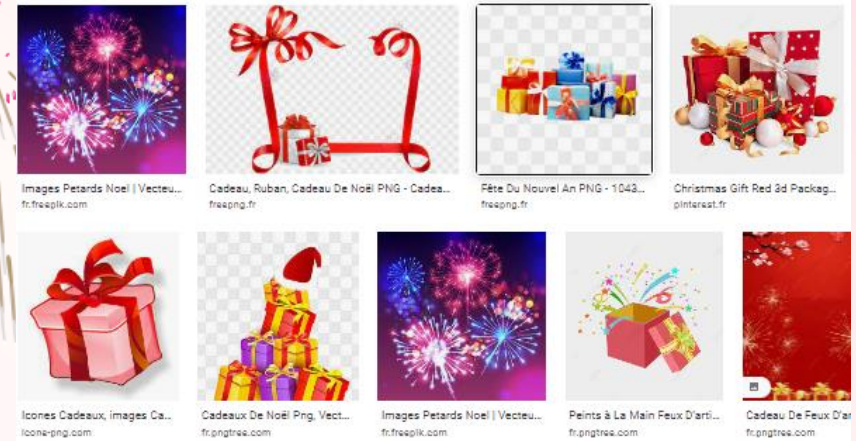 Images Petards Noel | Vecteu...
fr.freepik.com
Cadeau, Ruban, Cadeau De Noël PNG - Cadea...
freepng.fr
Fête Du Nouvel An PNG - 1043...
freepng.fr
Christmas Gift Red 3d Packag...
pinterest.fr
Icones Cadeaux, images Ca...
icone-png.com
Cadeaux De Noël Png, Vect...
fr.pngtree.com
Images Petards Noel | Vecteu...
fr.freepik.com
Peints à La Main Feux D'arti...
fr.pngtree.com
Cadeau De Feux D'ar
fr.pngtree.com